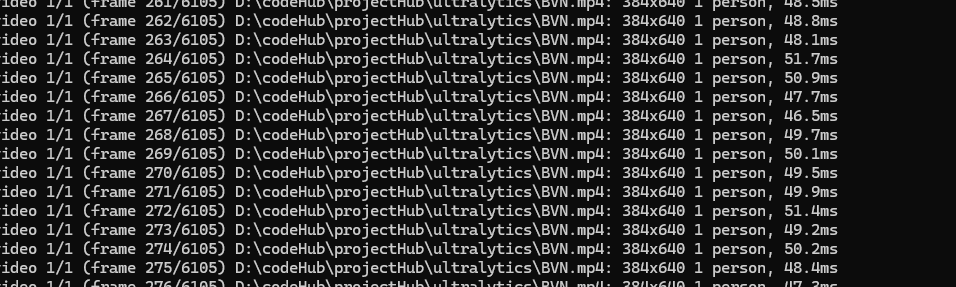 ideo 1/1 (frame 261/6105) D:\codeHub\projectHub\ultralytics\BVN.mp4: 384x640 1 person, 48.5ms
ideo 1/1 (frame 262/6105) D:\codeHub\projectHub\ultralytics\BVN.mp4: 384x640 1 person, 48.8ms
ideo 1/1 (frame 263/6105) D:\codeHub\projectHub\ultralytics\BVN.mp4: 384x640 1 person, 48.1ms
ideo 1/1 (frame 264/6105) D:\codeHub\projectHub\ultralytics\BVN.mp4: 384x640 1 person, 51.7ms
ideo 1/1 (frame 265/6105) D:\codeHub\projectHub\ultralytics\BVN.mp4: 384x640 1 person, 50.9ms
ideo 1/1 (frame 266/6105) D:\codeHub\projectHub\ultralytics\BVN.mp4: 384x640 1 person, 47.7ms
ideo 1/1 (frame 267/6105) D:\codeHub\projectHub\ultralytics\BVN.mp4: 384x640 1 person, 46.5ms
ideo 1/1 (frame 268/6105) D:\codeHub\projectHub\ultralytics\BVN.mp4: 384x640 1 person, 49.7ms
ideo 1/1 (frame 269/6105) D:\codeHub\projectHub\ultralytics\BVN.mp4: 384x640 1 person, 50.1ms
ideo 1/1 (frame 270/6105) D:\codeHub\projectHub\ultralytics\BVN.mp4: 384x640 1 person, 49.5ms
ideo 1/1 (frame 271/6105) D:\codeHub\projectHub\ultralytics\BVN.mp4: 384x640 1 person, 49.9ms
ideo 1/1 (frame 272/6105) D:\codeHub\projectHub\ultralytics\BVN.mp4: 384x640 1 person, 51.4ms
ideo 1/1 (frame 273/6105) D:\codeHub\projectHub\ultralytics\BVN.mp4: 384x640 1 person, 49.2ms
ideo 1/1 (frame 274/6105) D:\codeHub\projectHub\ultralytics\BVN.mp4: 384x640 1 person, 50.2ms
ideo 1/1 (frame 275/6105) D:\codeHub\projectHub\ultralytics\BVN.mp4: 384x640 1 person, 48.4ms
ideo 1/1 (frame 276/6105) D:\codeHub\projectHub\ultralytics\BVN.mp4: 384x640 1 person,